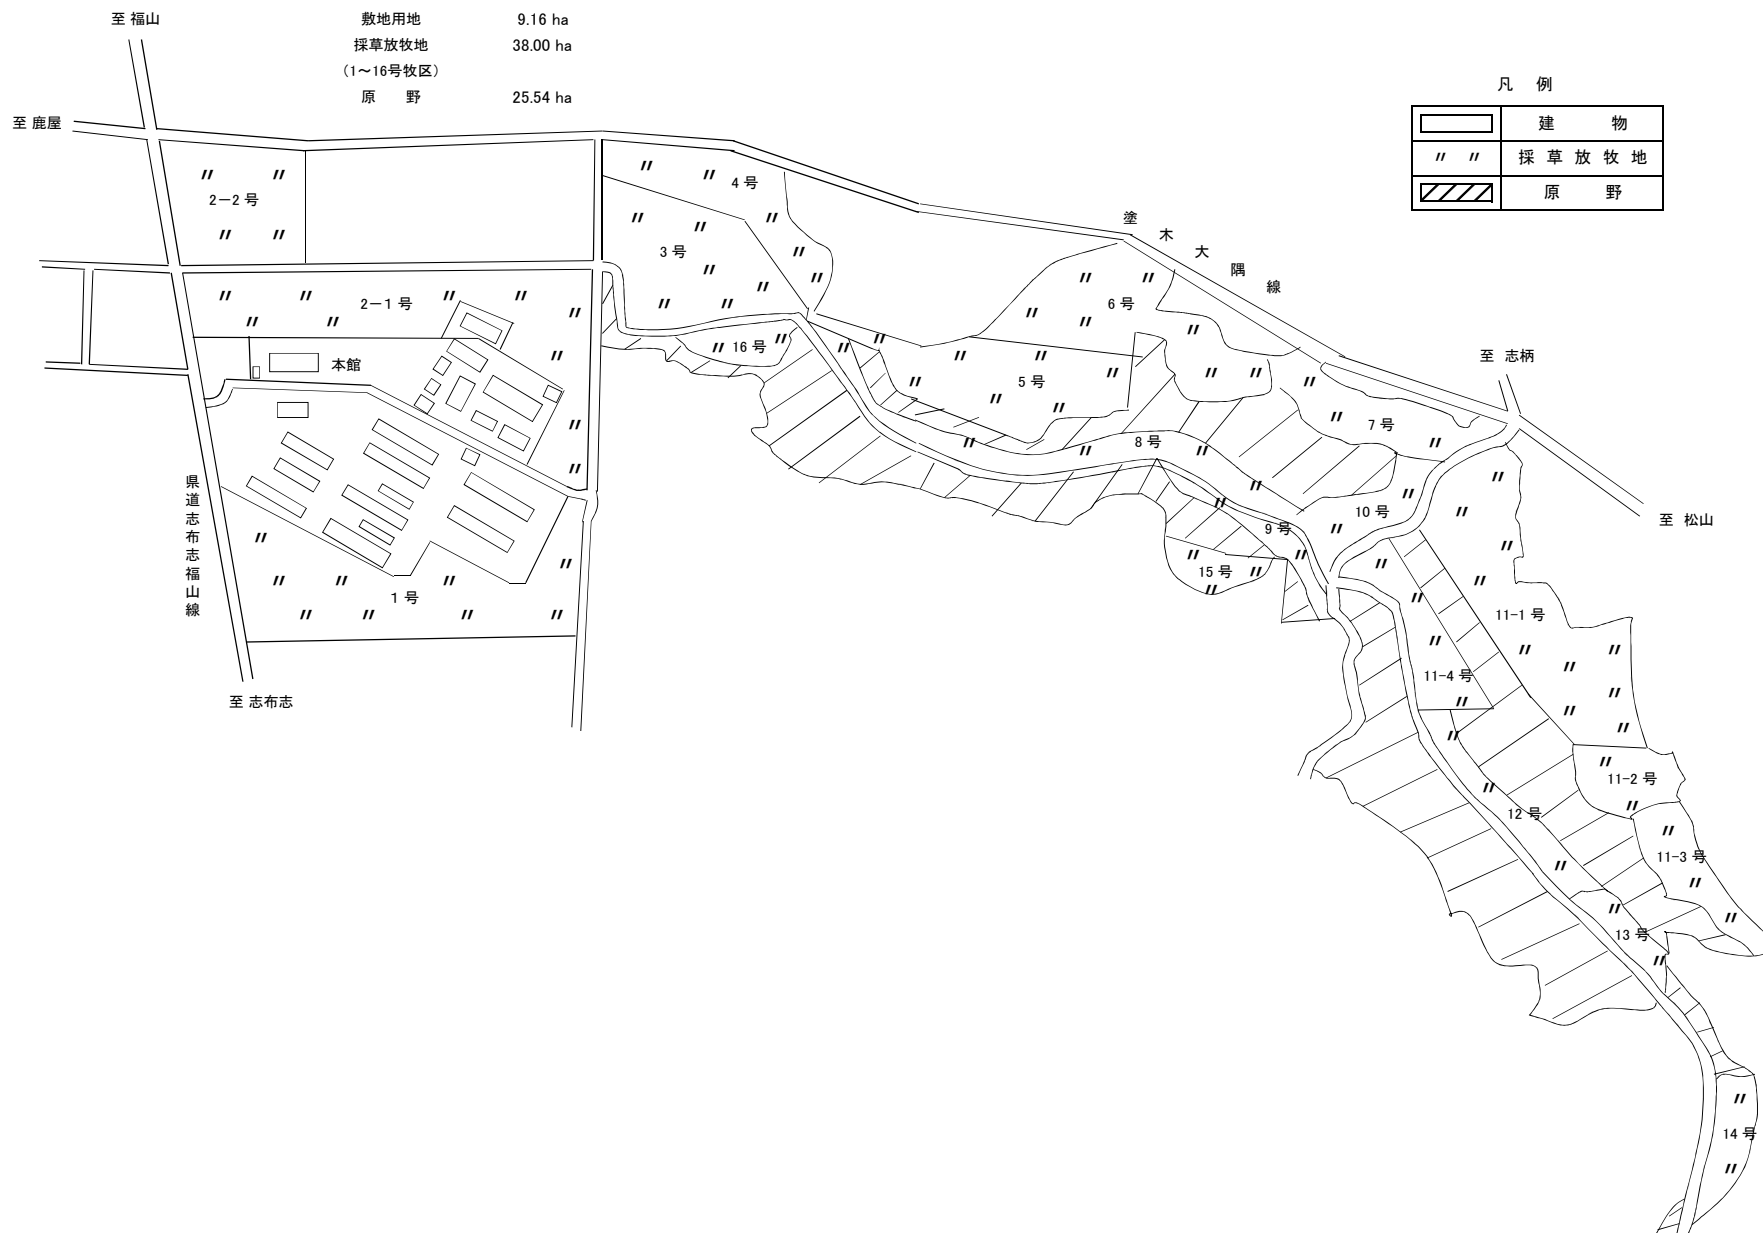 至 福山
敷地用地 9.16 ha
採草放牧地 38.00 ha
(1～16号牧区)
原 野 25.54 ha
至 鹿屋
凡 例
建 物
〃 〃 採 草 放 牧 地
原 野
2－2 号
4 号
3 号
塗木大隅線
6 号
2－1 号
本館
16 号
5 号
至 志柄
7 号
8 号
県道志布志福山線
10 号
至 松山
9 号
15 号
1 号
11-1 号
11-4 号
至 志布志
11-2 号
12 号
11-3 号
13 号
14 号